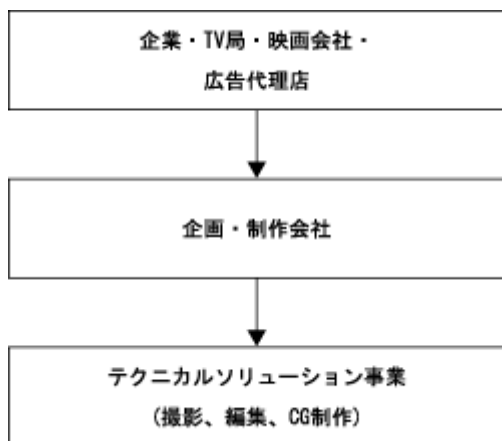 企業・TV局・映画会社・
広告代理店
企画・制作会社
テクニカルソリューション事業
(撮影、編集、CG制作)